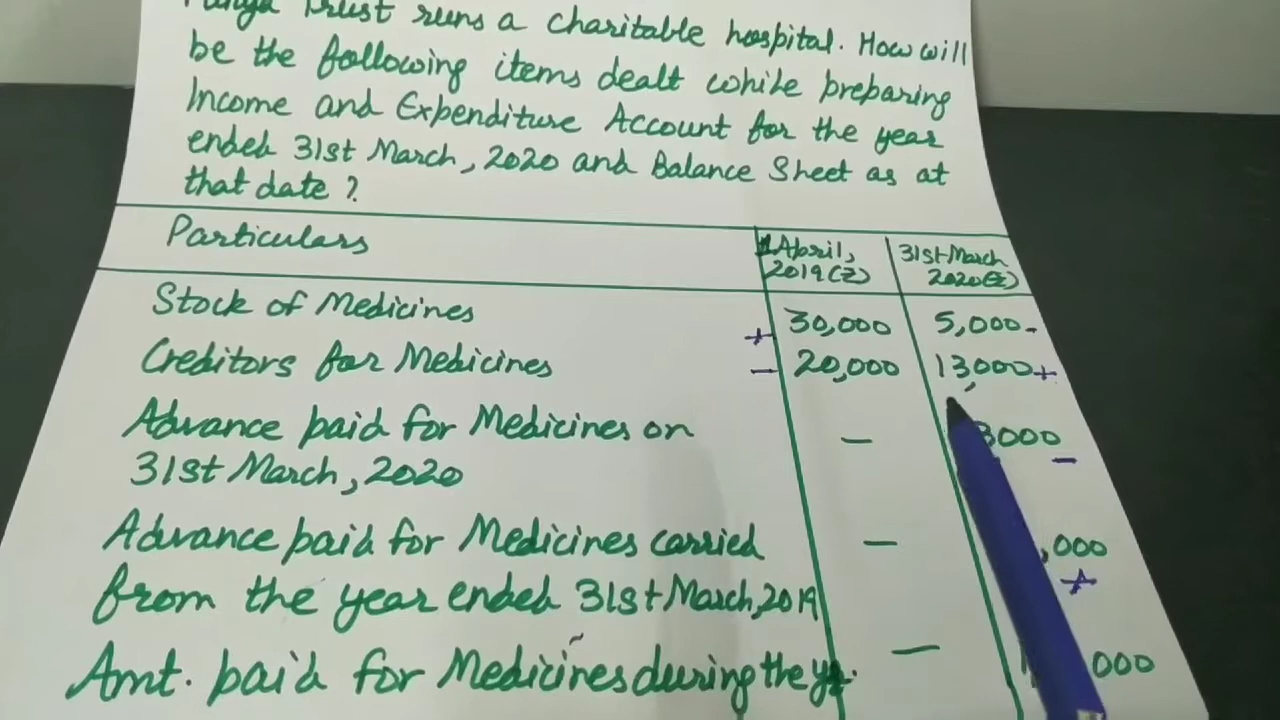 Trust runs a charitable hospital. How will
be the following items dealt while preparing
Income and Expenditure Account for the year
ended 31st March, 2020 and Balance Sheet as at
that date ?
Particulars 1 April, 2019 (₹) 31st March 2020 (₹)
Stock of Medicines + 30,000 5,000 -
Creditors for Medicines - 20,000 13,000 +
Advance paid for Medicines on - 3000 -
31st March, 2020
Advance paid for Medicines carried - ,000 +
from the year ended 31st March, 2019
Amt. paid for Medicines during the yr. - 000